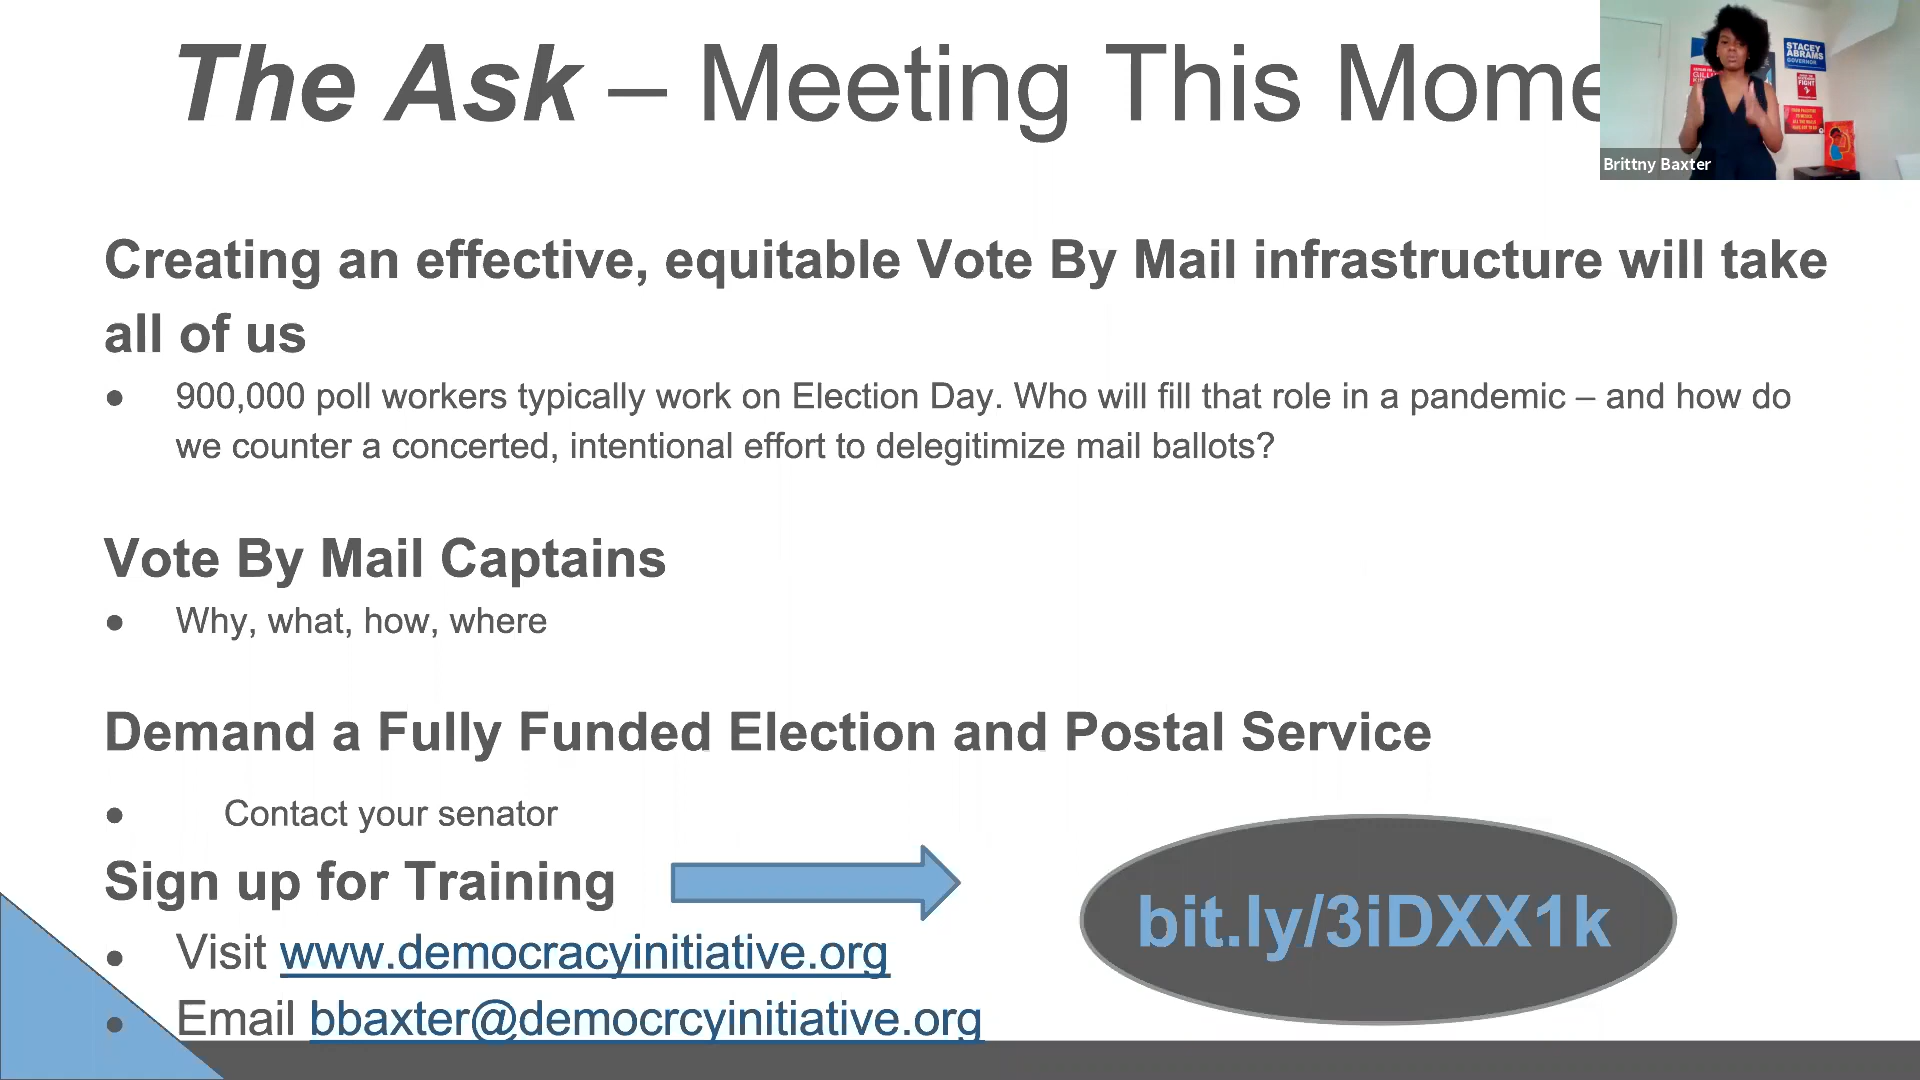 The Ask – Meeting This Mome
STACEY
ABRAMS
GOVERNOR
FIGHT
Brittny Baxter
Creating an effective, equitable Vote By Mail infrastructure will take
all of us
● 900,000 poll workers typically work on Election Day. Who will fill that role in a pandemic – and how do
we counter a concerted, intentional effort to delegitimize mail ballots?
Vote By Mail Captains
● Why, what, how, where
Demand a Fully Funded Election and Postal Service
● Contact your senator
Sign up for Training
bit.ly/3iDXX1k
● Visit www.democracyinitiative.org
● Email bbaxter@democrcyinitiative.org